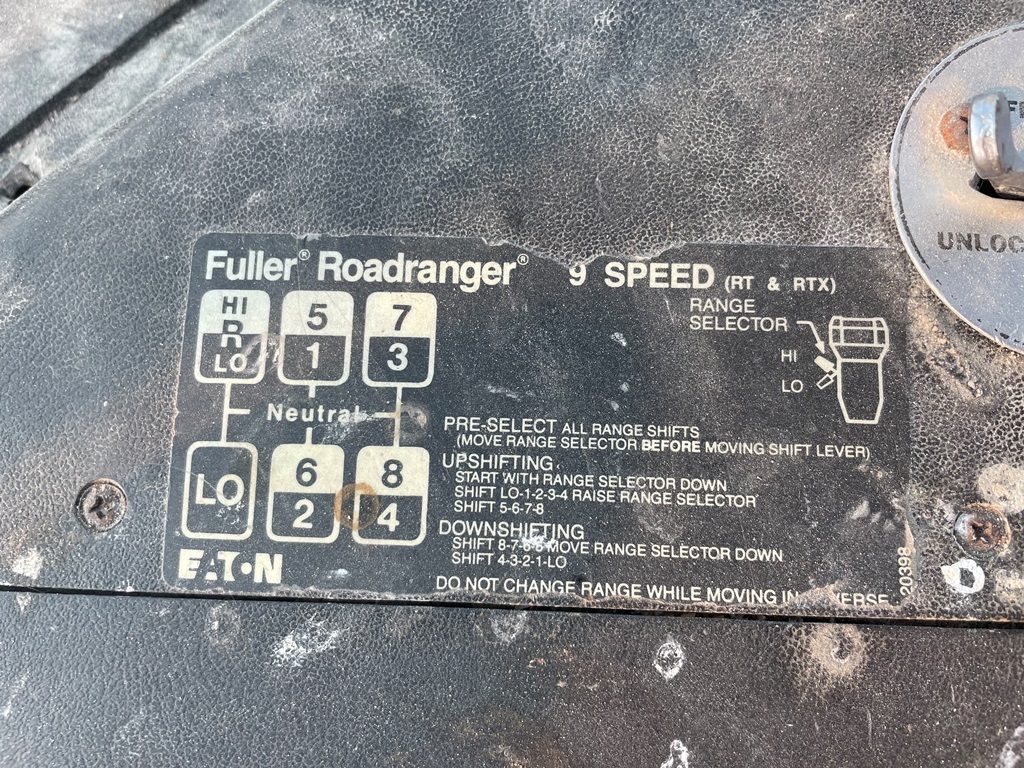 Fuller® Roadranger® 9 SPEED (RT & RTX)
HI
R
LO
5
1
7
3
Neutral
LO
6
2
8
4
EATON
RANGE
SELECTOR
HI
LO
PRE-SELECT ALL RANGE SHIFTS
(MOVE RANGE SELECTOR BEFORE MOVING SHIFT LEVER)
UPSHIFTING
START WITH RANGE SELECTOR DOWN
SHIFT LO-1-2-3-4 RAISE RANGE SELECTOR
SHIFT 5-6-7-8
DOWNSHIFTING
SHIFT 8-7-6-5 MOVE RANGE SELECTOR DOWN
SHIFT 4-3-2-1-LO
DO NOT CHANGE RANGE WHILE MOVING IN REVERSE
20398
UNLOC